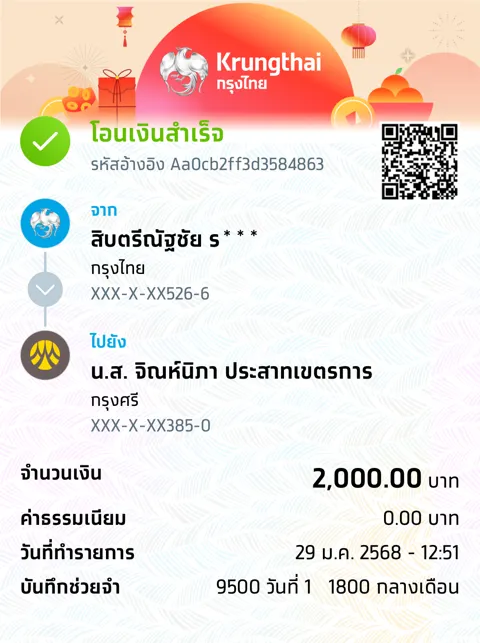 Krungthai
กรุงไทย
โอนเงินสำเร็จ
รหัสอ้างอิง Aa0cb2ff3d3584863
จาก
สิบตรีณัฐชัย ร***
กรุงไทย
XXX-X-XX526-6
ไปยัง
น.ส. จิณห์นิภา ประสาทเขตรการ
กรุงศรี
XXX-X-XX385-0
จำนวนเงิน 2,000.00 บาท
ค่าธรรมเนียม 0.00 บาท
วันที่ทำรายการ 29 ม.ค. 2568 - 12:51
บันทึกช่วยจำ 9500 วันที่ 1 1800 กลางเดือน